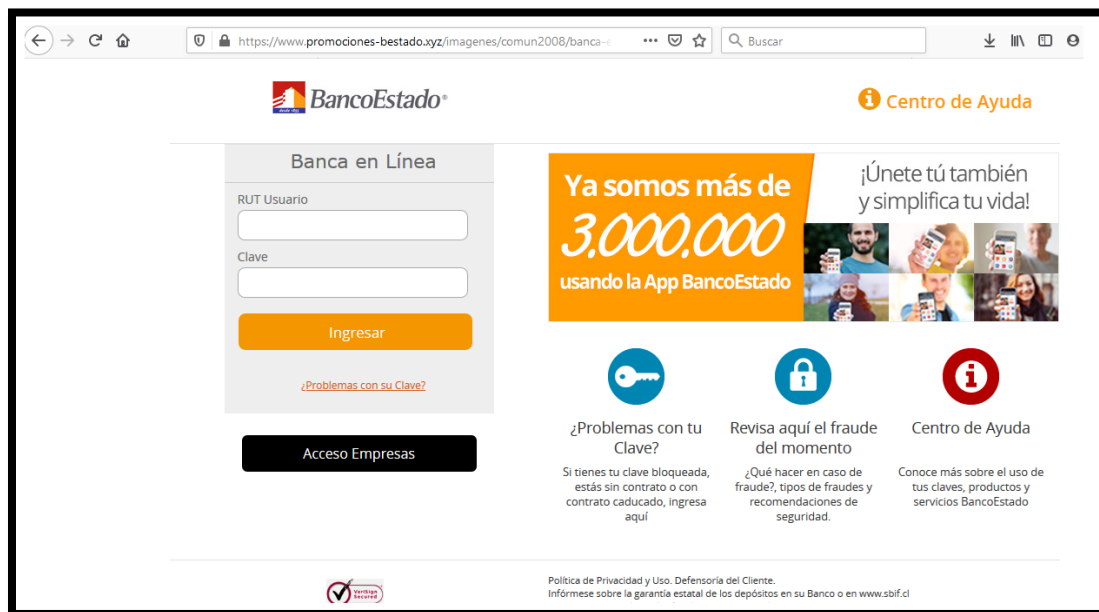 https://www.promociones-bestado.xyz/imagenes/comun2008/banca-e
Buscar
BancoEstado®
Centro de Ayuda
Banca en Línea
RUT Usuario
Clave
Ingresar
¿Problemas con su Clave?
Acceso Empresas
Ya somos más de
3.000.000
usando la App BancoEstado
¡Únete tú también
y simplifica tu vida!
¿Problemas con tu
Clave?
Si tienes tu clave bloqueada,
estás sin contrato o con
contrato caducado, ingresa
aquí
Revisa aquí el fraude
del momento
¿Qué hacer en caso de
fraude?, tipos de fraudes y
recomendaciones de
seguridad.
Centro de Ayuda
Conoce más sobre el uso de
tus claves, productos y
servicios BancoEstado
VeriSign
Secured
Política de Privacidad y Uso. Defensoría del Cliente.
Infórmese sobre la garantía estatal de los depósitos en su Banco o en www.sbif.cl